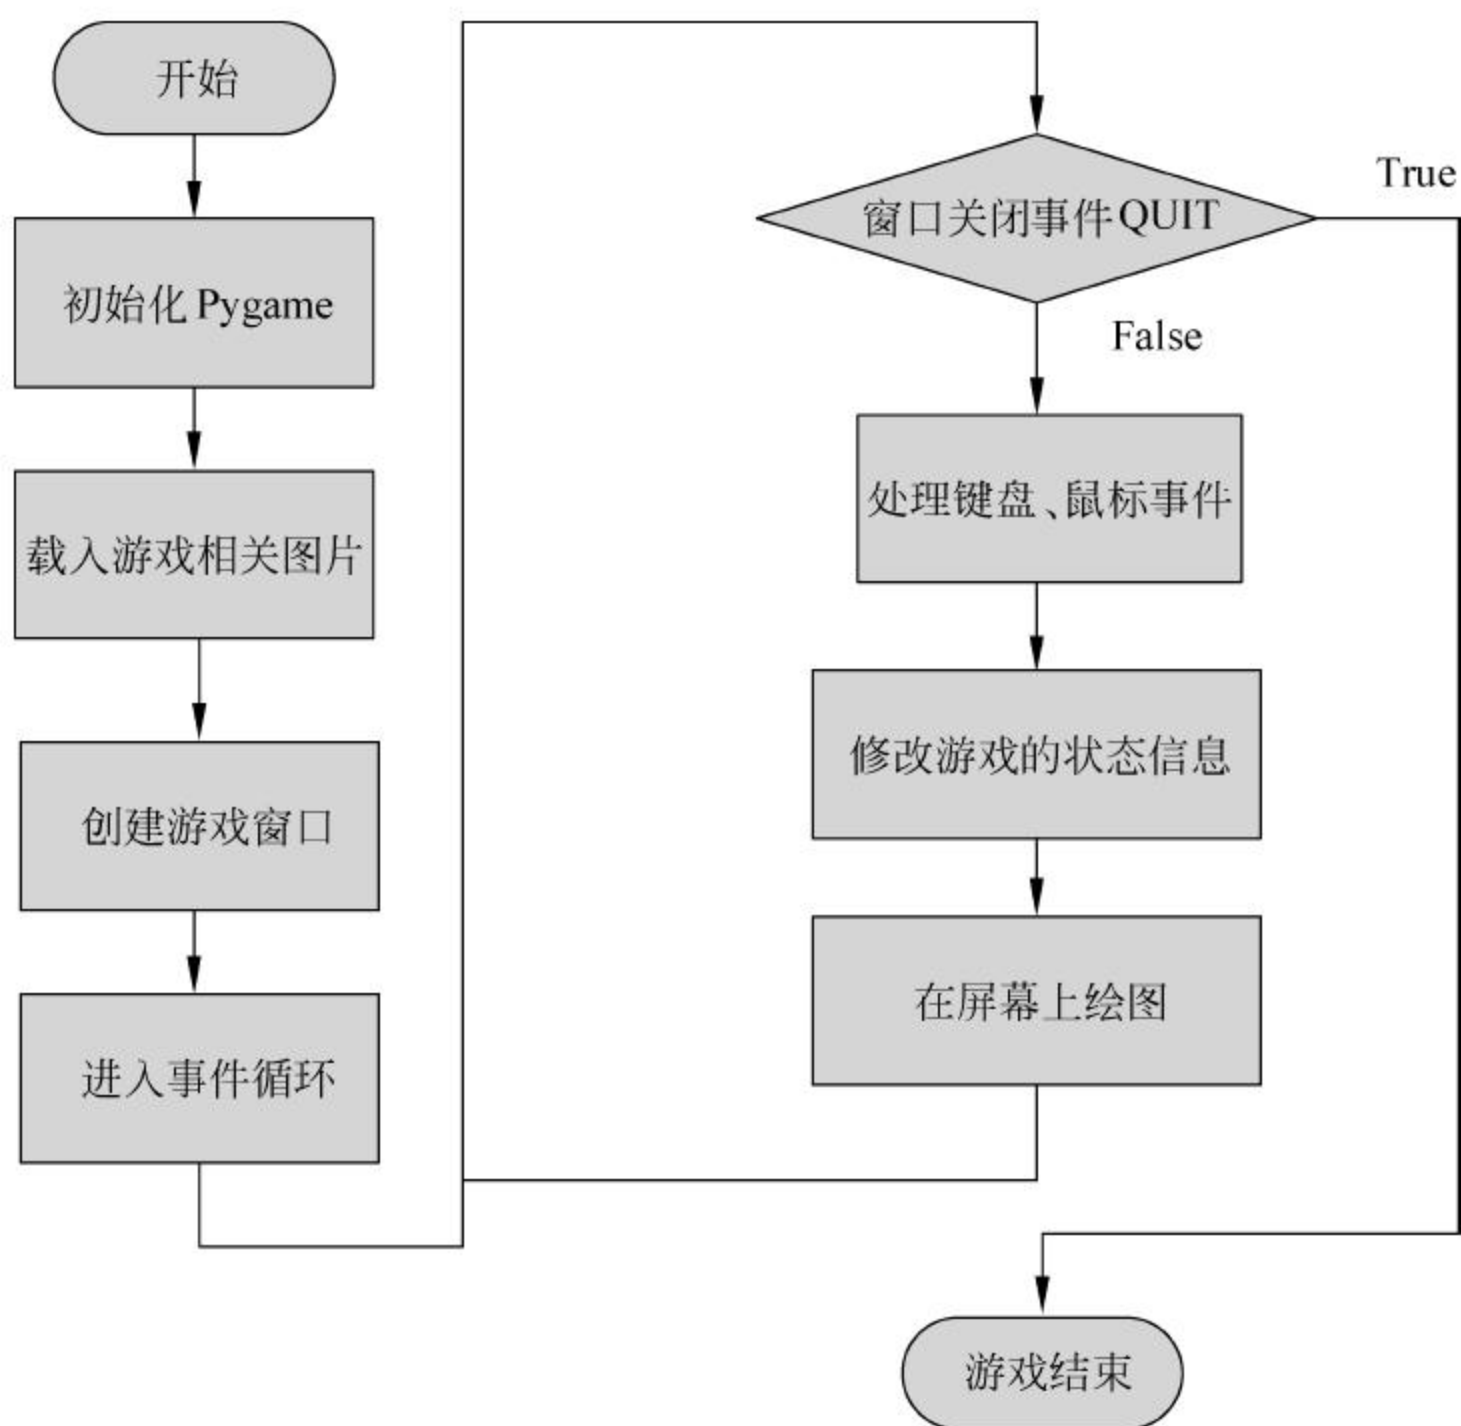 开始
初始化 Pygame
载入游戏相关图片
创建游戏窗口
进入事件循环
窗口关闭事件QUIT
True
False
处理键盘、鼠标事件
修改游戏的状态信息
在屏幕上绘图
游戏结束